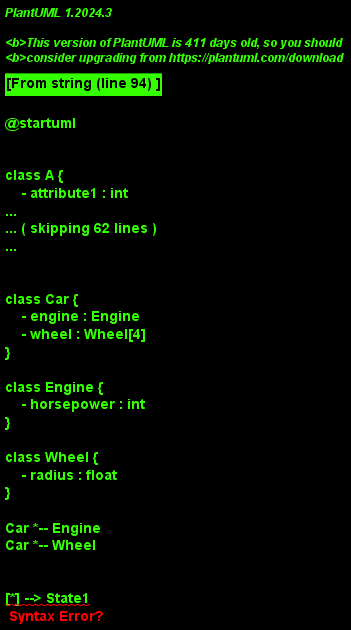 PlantUML 1.2024.3
<b>This version of PlantUML is 411 days old, so you should
<b>consider upgrading from https://plantuml.com/download
[From string (line 94) ]
@startuml
class A {
- attribute1 : int
...
... ( skipping 62 lines )
...
class Car {
- engine : Engine
- wheel : Wheel[4]
}
class Engine {
- horsepower : int
}
class Wheel {
- radius : float
}
Car *-- Engine
Car *-- Wheel
[*] --> State1
Syntax Error?